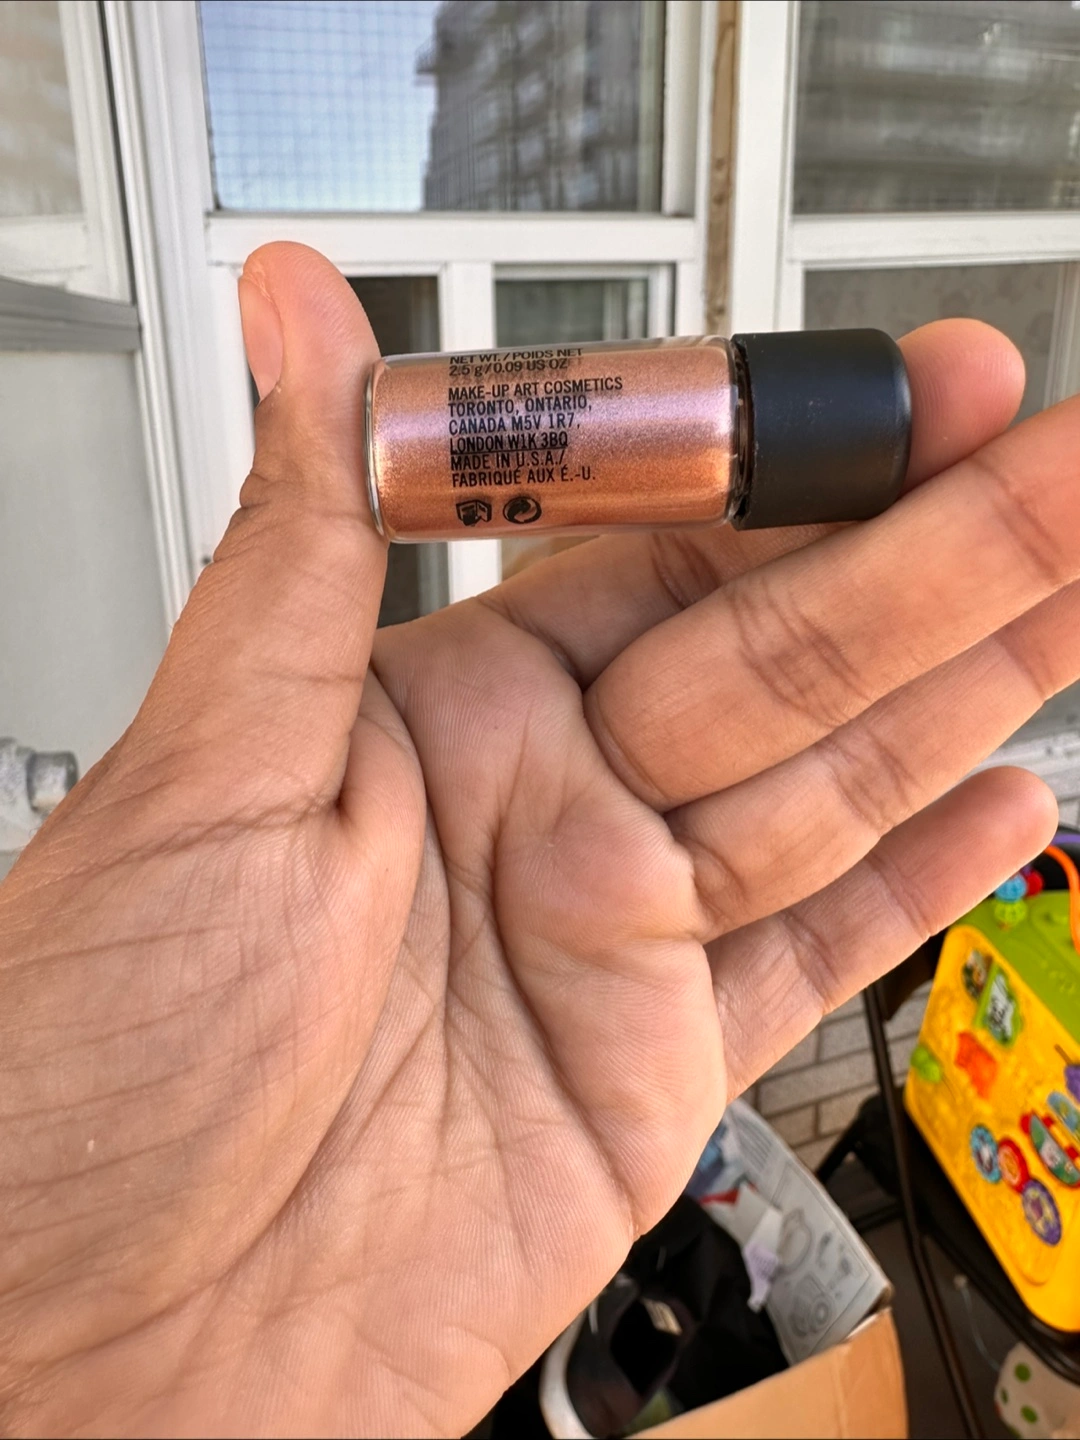 NET WT. / POIDS NET
2.5 g / 0.09 US OZ
MAKE-UP ART COSMETICS
TORONTO, ONTARIO,
CANADA M5V 1R7,
LONDON W1K 3BQ
MADE IN U.S.A./
FABRIQUÉ AUX É.-U.